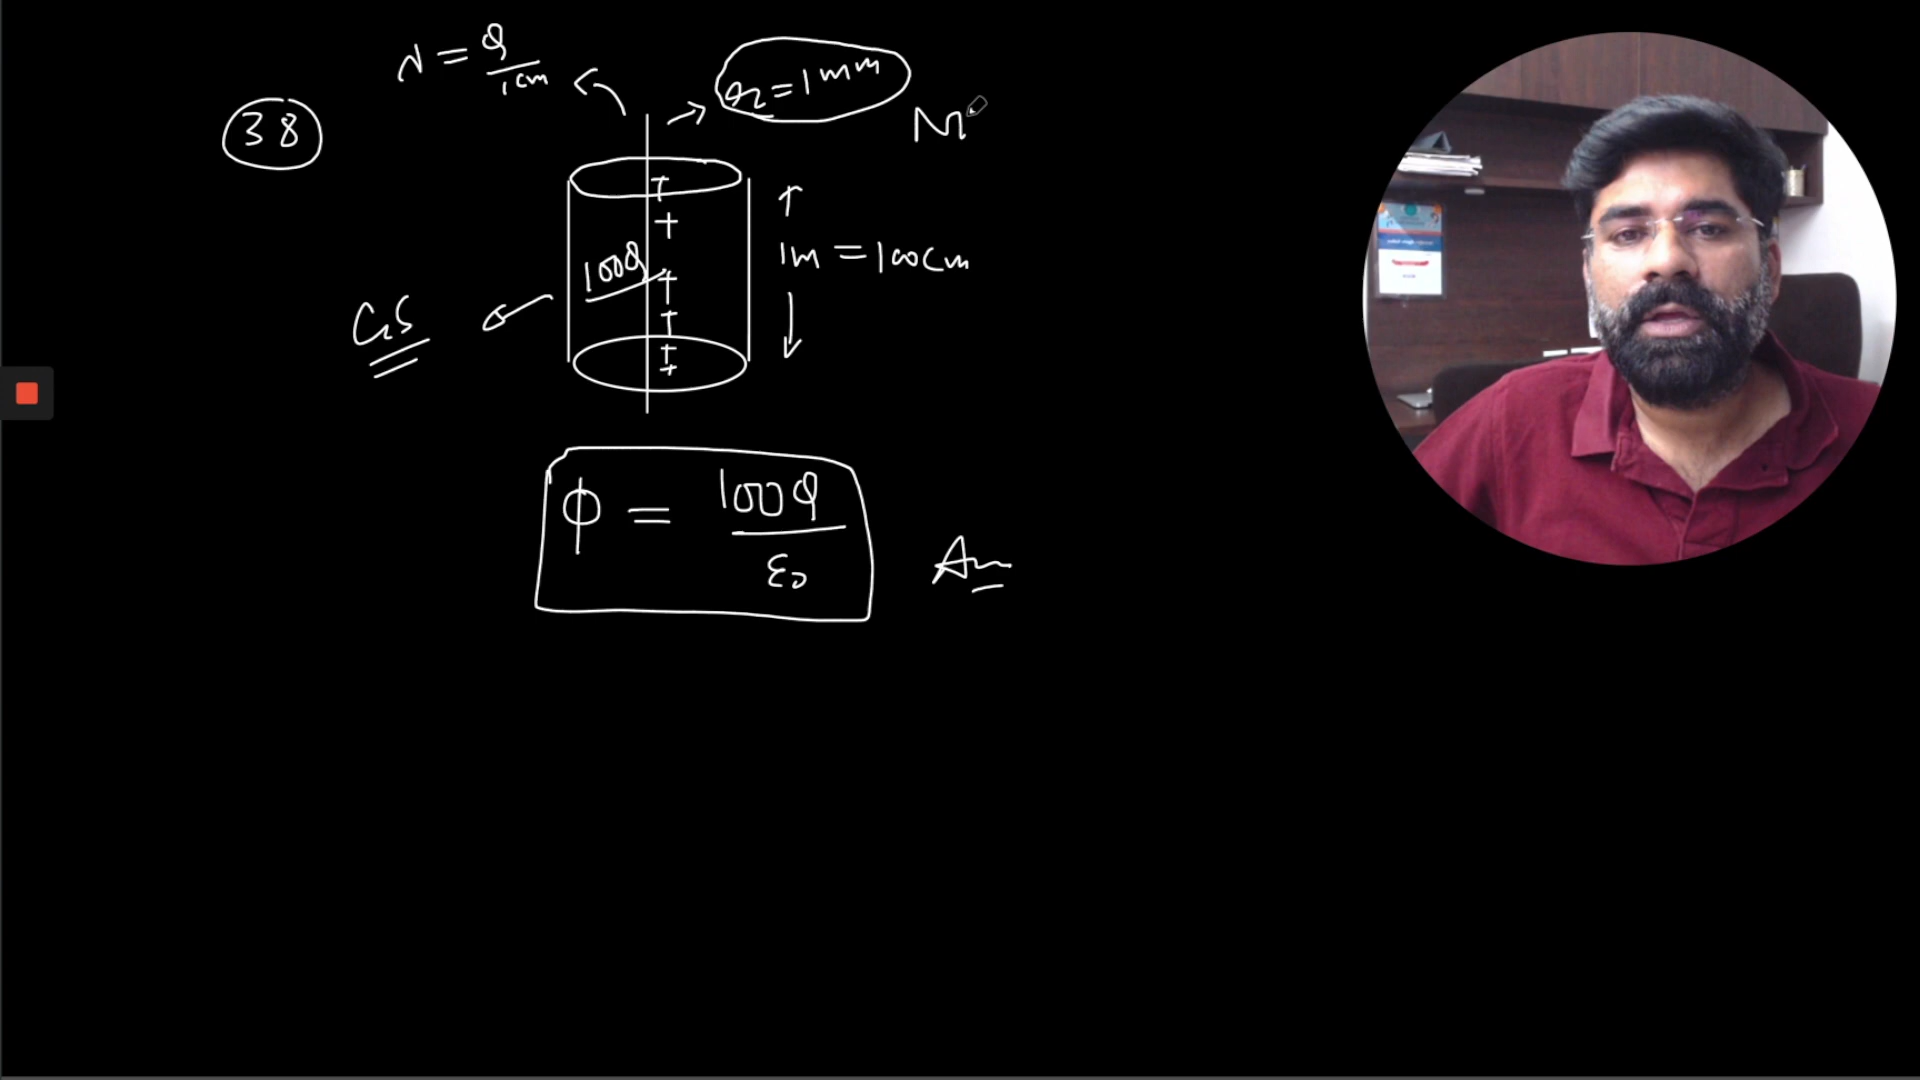 λ = Q/1cm
r = 1mm
38
100Q
1m = 100cm
GS
ϕ = 100Q/ε0
Ans